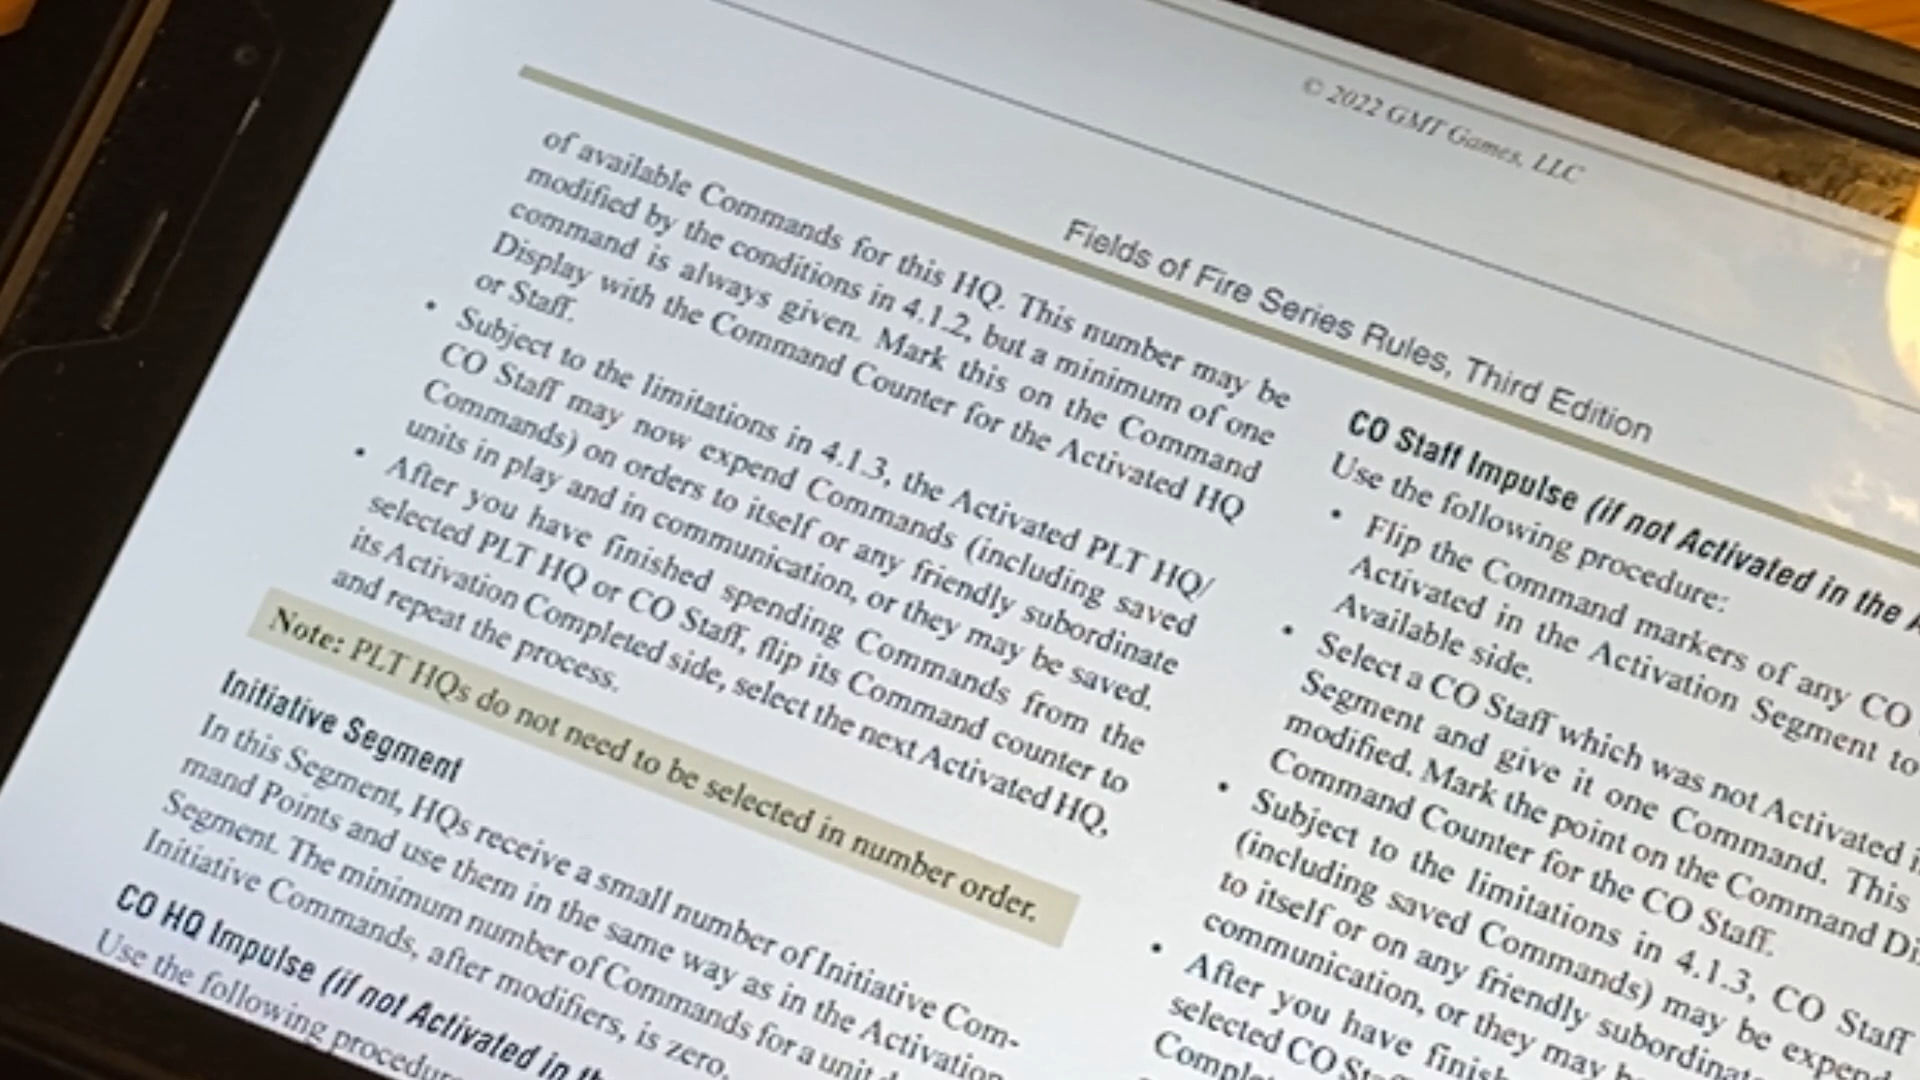 © 2022 GMT Games, LLC
Fields of Fire Series Rules, Third Edition
of available Commands for this HQ. This number may be
modified by the conditions in 4.1.2, but a minimum of one
command is always given. Mark this on the Command
Display with the Command Counter for the Activated HQ
or Staff.
• Subject to the limitations in 4.1.3, the Activated PLT HQ/
CO Staff may now expend Commands (including saved
Commands) on orders to itself or any friendly subordinate
units in play and in communication, or they may be saved.
• After you have finished spending Commands from the
selected PLT HQ or CO Staff, flip its Command counter to
its Activation Completed side, select the next Activated HQ,
and repeat the process.
Note: PLT HQs do not need to be selected in number order.
Initiative Segment
In this Segment, HQs receive a small number of Initiative Com-
mand Points and use them in the same way as in the Activation
Segment. The minimum number of Commands for a unit
Initiative Commands, after modifiers, is zero.
CO HQ Impulse (if not Activated in
Use the following
CO Staff Impulse (if not Activated in the
Use the following procedure:
• Flip the Command markers of any CO
Activated in the Activation Segment to
Available side.
• Select a CO Staff which was not Activated
Segment and give it one Command. This
modified. Mark the point on the Command
Command Counter for the CO Staff.
• Subject to the limitations in 4.1.3, CO Staff
(including saved Commands) may be
to itself or on any friendly
communication, or they may
• After you have
selected CO